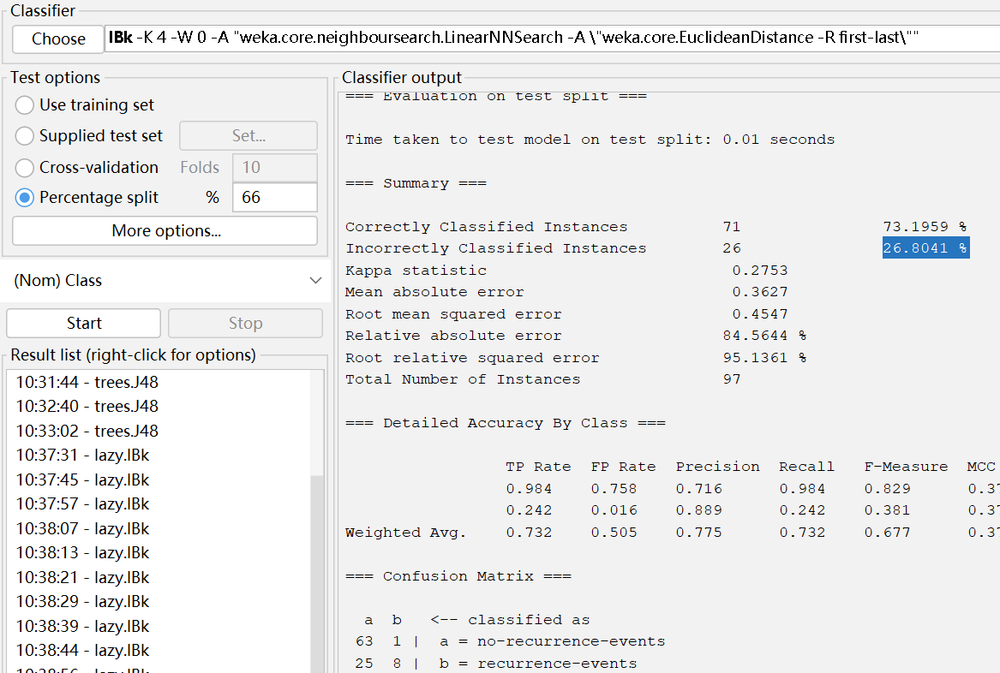 Classifier
Choose IBk -K 4 -W 0 -A "weka.core.neighboursearch.LinearNNSearch -A \"weka.core.EuclideanDistance -R first-last\""
Test options
Use training set
Supplied test set Set...
Cross-validation Folds 10
Percentage split % 66
More options...
(Nom) Class
Start Stop
Result list (right-click for options)
10:31:44 - trees.J48
10:32:40 - trees.J48
10:33:02 - trees.J48
10:37:31 - lazy.IBk
10:37:45 - lazy.IBk
10:37:57 - lazy.IBk
10:38:07 - lazy.IBk
10:38:13 - lazy.IBk
10:38:21 - lazy.IBk
10:38:29 - lazy.IBk
10:38:39 - lazy.IBk
10:38:44 - lazy.IBk
10:38:56 - lazy.IBk
Classifier output
=== Evaluation on test split ===
Time taken to test model on test split: 0.01 seconds
=== Summary ===
Correctly Classified Instances 71 73.1959 %
Incorrectly Classified Instances 26 26.8041 %
Kappa statistic 0.2753
Mean absolute error 0.3627
Root mean squared error 0.4547
Relative absolute error 84.5644 %
Root relative squared error 95.1361 %
Total Number of Instances 97
=== Detailed Accuracy By Class ===
TP Rate FP Rate Precision Recall F-Measure MCC
0.984 0.758 0.716 0.984 0.829 0.37
0.242 0.016 0.889 0.242 0.381 0.37
Weighted Avg. 0.732 0.505 0.775 0.732 0.677 0.37
=== Confusion Matrix ===
a b <-- classified as
63 1 | a = no-recurrence-events
25 8 | b = recurrence-events